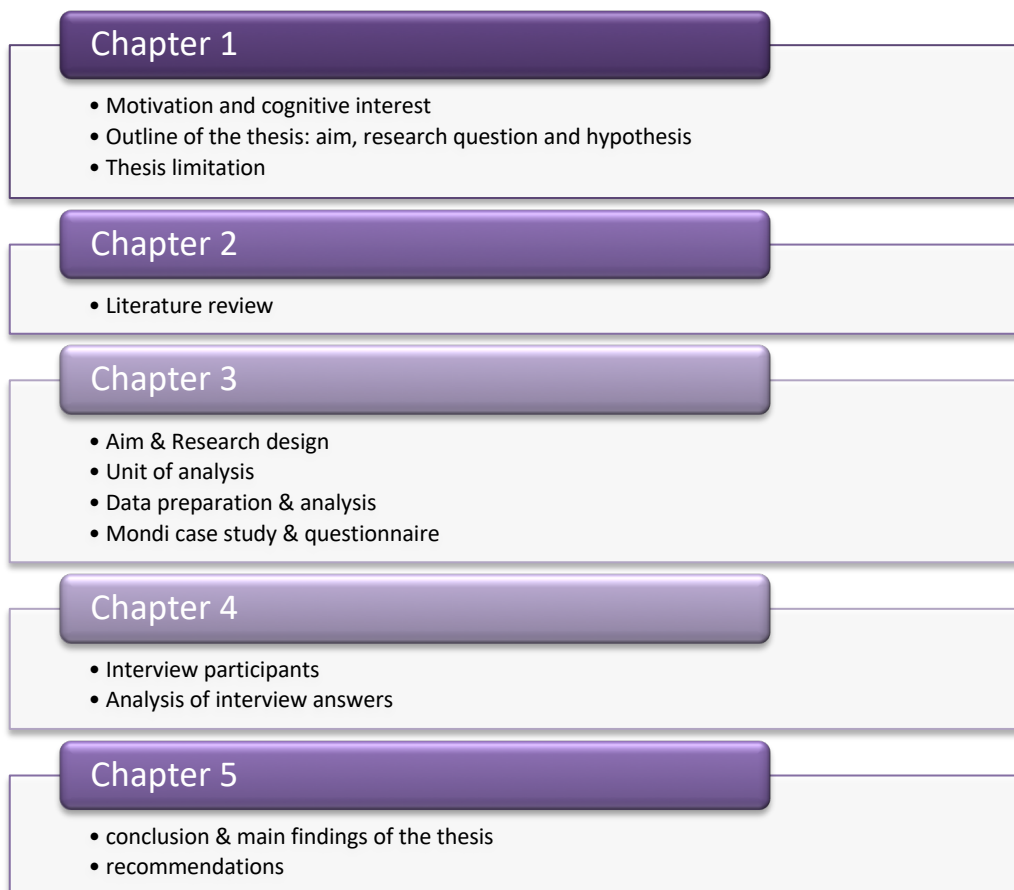 Chapter 1
• Motivation and cognitive interest
• Outline of the thesis: aim, research question and hypothesis
• Thesis limitation
Chapter 2
• Literature review
Chapter 3
• Aim & Research design
• Unit of analysis
• Data preparation & analysis
• Mondi case study & questionnaire
Chapter 4
• Interview participants
• Analysis of interview answers
Chapter 5
• conclusion & main findings of the thesis
• recommendations